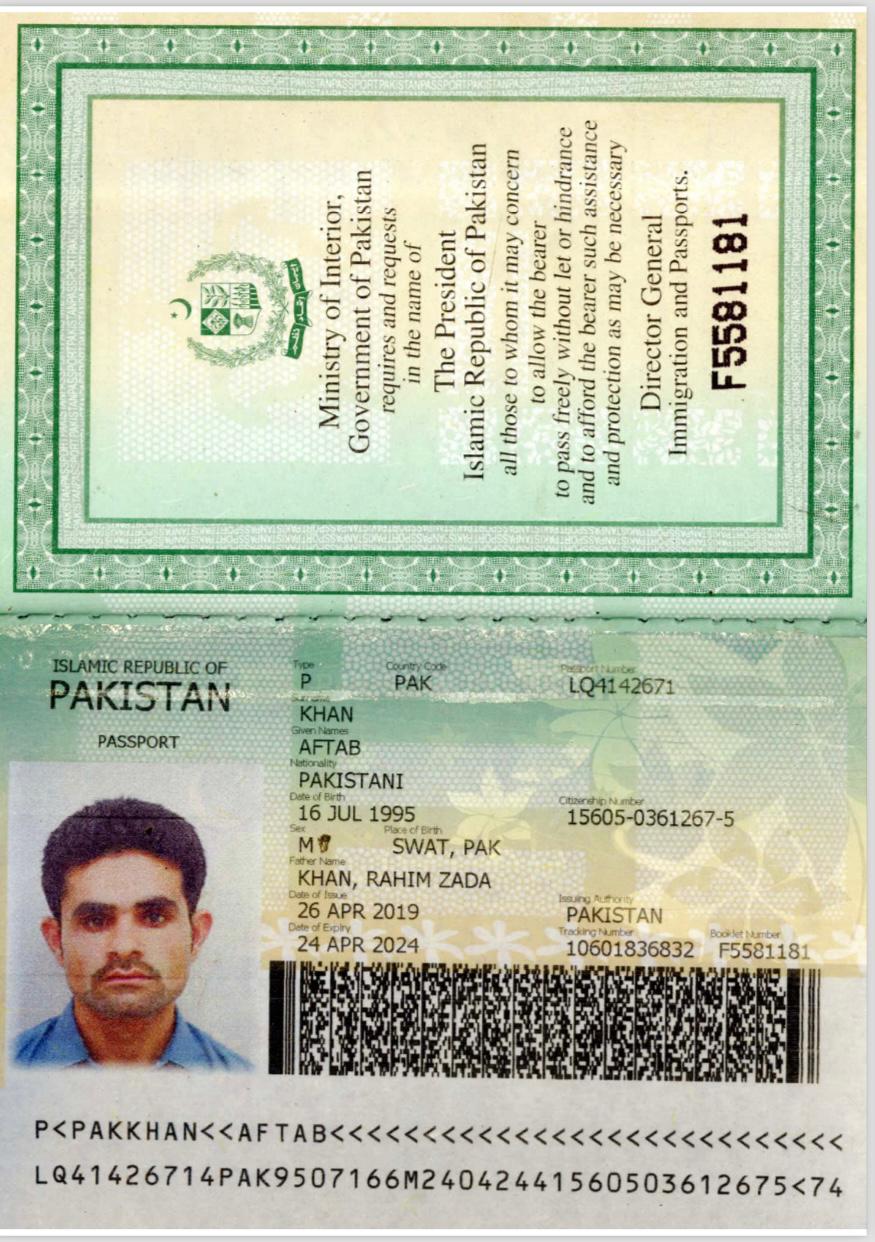 Ministry of Interior,
Government of Pakistan
requires and requests
in the name of
The President
Islamic Republic of Pakistan
all those to whom it may concern
to allow the bearer
to pass freely without let or hindrance
and to afford the bearer such assistance
and protection as may be necessary
Director General
Immigration and Passports.
F5581181
ISLAMIC REPUBLIC OF
PAKISTAN
PASSPORT
Type Country Code Passport Number
P PAK LQ4142671
Surname
KHAN
Given Names
AFTAB
Nationality
PAKISTANI
Date of Birth Citizenship Number
16 JUL 1995 15605-0361267-5
Sex Place of Birth
M SWAT, PAK
Father Name
KHAN, RAHIM ZADA
Date of Issue Issuing Authority
26 APR 2019 PAKISTAN
Date of Expiry Tracking Number Booklet Number
24 APR 2024 10601836832 F5581181
P<PAKKHAN<<AFTAB<<<<<<<<<<<<<<<<<<<<<<<<<<<<
LQ41426714PAK9507166M24042441560503612675<74